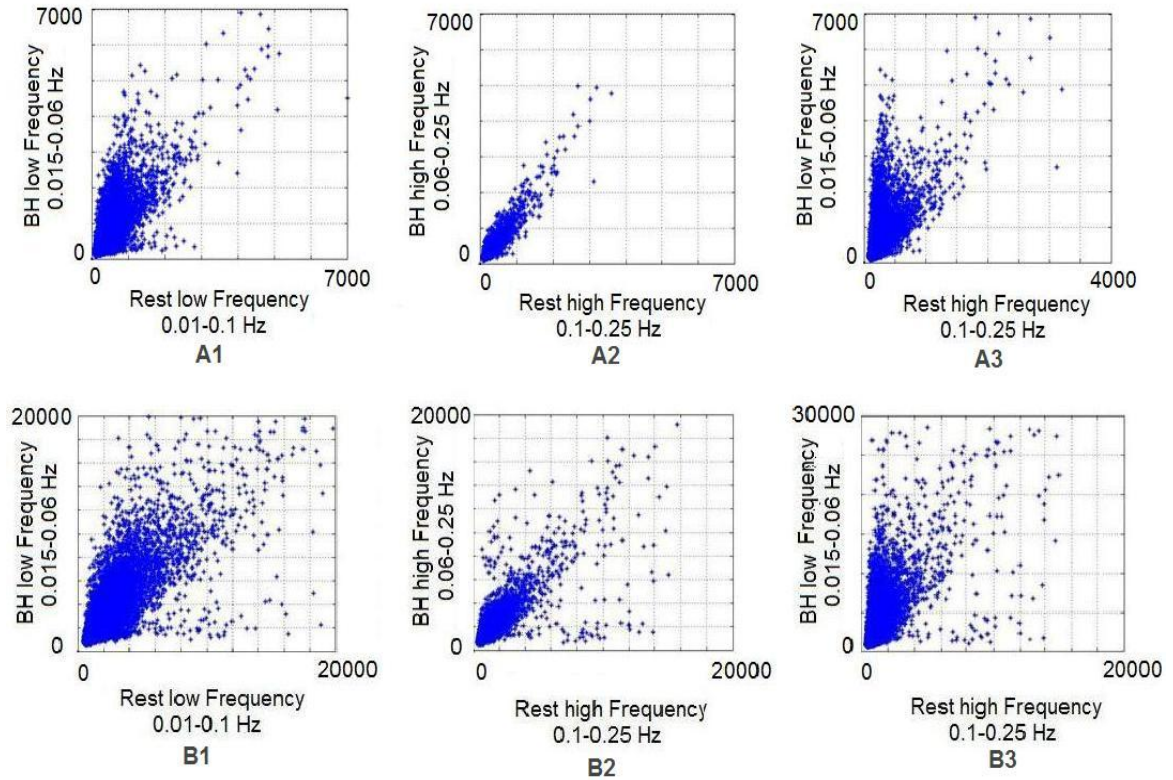 7000
BH low Frequency
0.015-0.06 Hz
0
0
7000
Rest low Frequency
0.01-0.1 Hz
A1
7000
BH high Frequency
0.06-0.25 Hz
0
0
7000
Rest high Frequency
0.1-0.25 Hz
A2
7000
BH low Frequency
0.015-0.06 Hz
0
0
4000
Rest high Frequency
0.1-0.25 Hz
A3
20000
BH low Frequency
0.015-0.06 Hz
0
0
20000
Rest low Frequency
0.01-0.1 Hz
B1
20000
BH high Frequency
0.06-0.25 Hz
0
0
20000
Rest high Frequency
0.1-0.25 Hz
B2
30000
BH low Frequency
0.015-0.06 Hz
0
0
20000
Rest high Frequency
0.1-0.25 Hz
B3